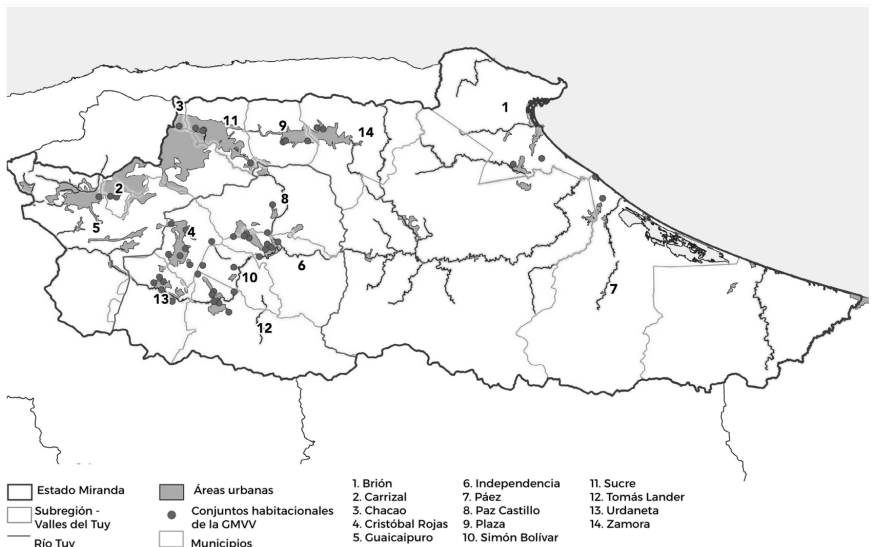 1
3
11
9
14
2
8
5
4
6
10
7
13
12
Estado Miranda
Subregión -
Valles del Tuy
Río Tuy
Áreas urbanas
Conjuntos habitacionales
de la GMVV
Municipios
1. Brión
2. Carrizal
3. Chacao
4. Cristóbal Rojas
5. Guaicaipuro
6. Independencia
7. Páez
8. Paz Castillo
9. Plaza
10. Simón Bolívar
11. Sucre
12. Tomás Lander
13. Urdaneta
14. Zamora